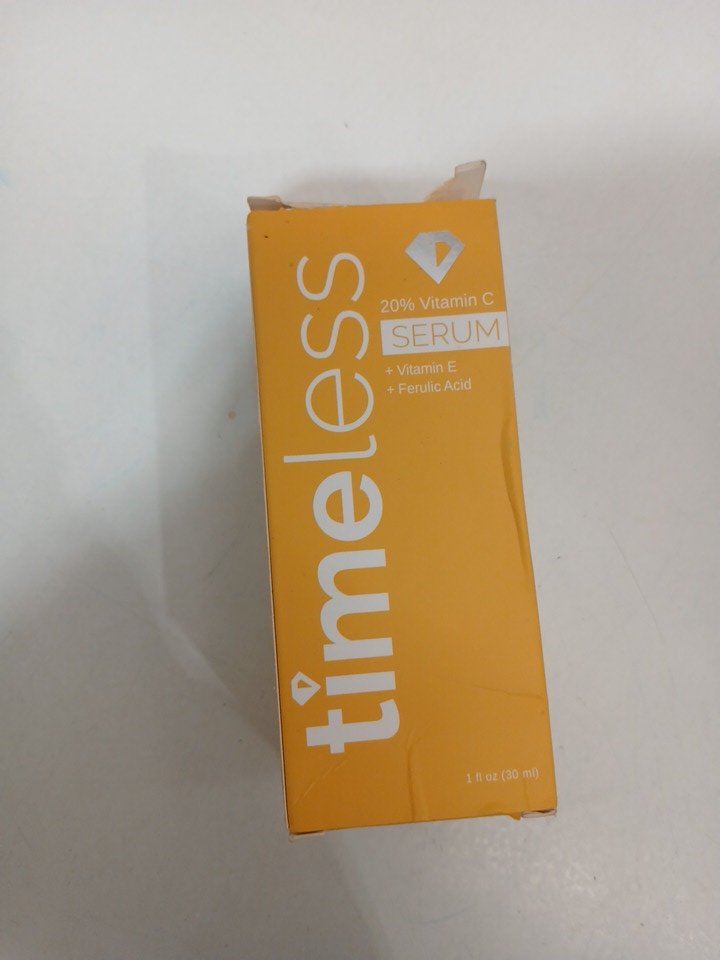 timeless
20% Vitamin C
SERUM
+ Vitamin E
+ Ferulic Acid
1 fl oz (30 ml)